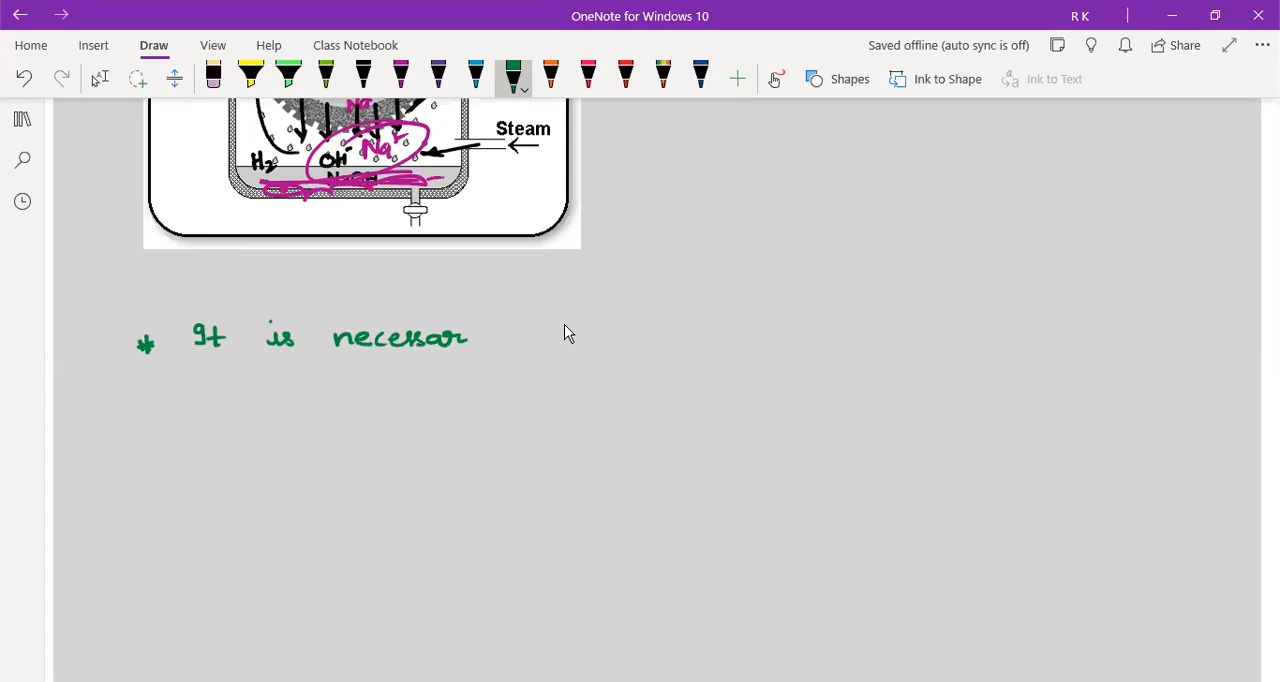 OneNote for Windows 10
R K
Home Insert Draw View Help Class Notebook
Saved offline (auto sync is off) Share
Shapes Ink to Shape Ink to Text
Steam
H2 OH- Na+
* It is necessar